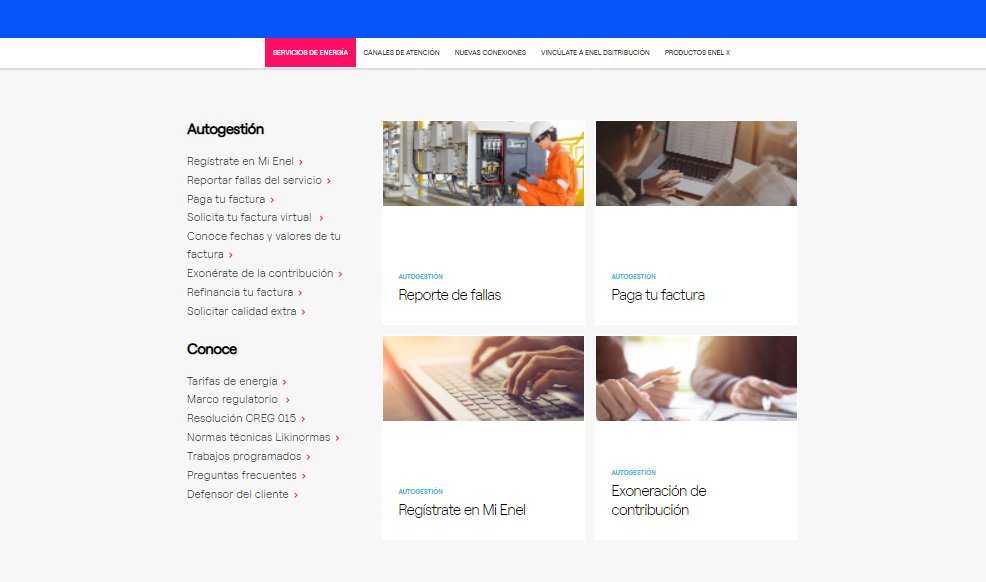 SERVICIOS DE ENERGÍA
CANALES DE ATENCIÓN
NUEVAS CONEXIONES
VINCÚLATE A ENEL DSITRIBUCIÓN
PRODUCTOS ENEL X
Autogestión
Regístrate en Mi Enel >
Reportar fallas del servicio >
Paga tu factura >
Solicita tu factura virtual >
Conoce fechas y valores de tu
factura >
Exonérate de la contribución >
Refinancia tu factura >
Solicitar calidad extra >
Conoce
Tarifas de energía >
Marco regulatorio >
Resolución CREG 015 >
Normas técnicas Likinormas >
Trabajos programados >
Preguntas frecuentes >
Defensor del cliente >
AUTOGESTIÓN
Reporte de fallas
AUTOGESTIÓN
Paga tu factura
AUTOGESTIÓN
Regístrate en Mi Enel
AUTOGESTIÓN
Exoneración de
contribución